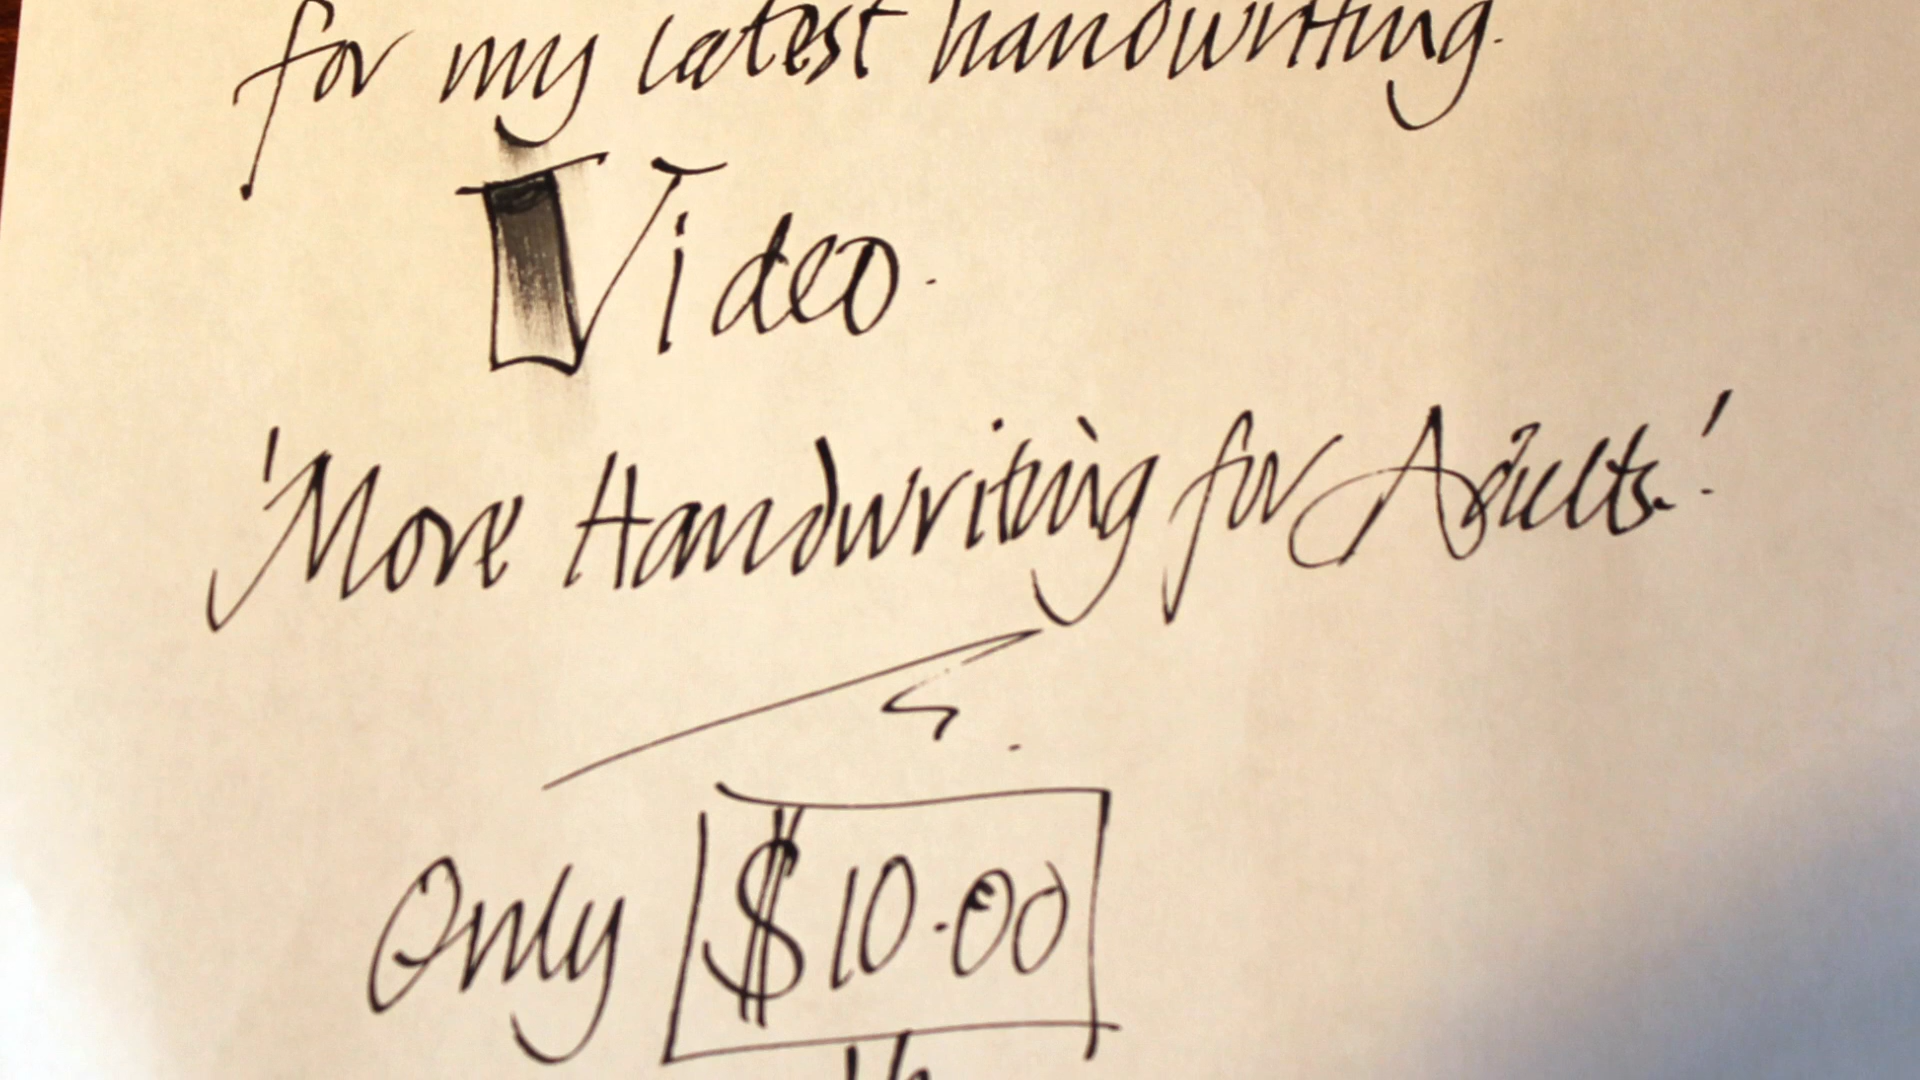 for my latest handwriting
Video.
'More Handwriting for Adults.'
Only $10.00